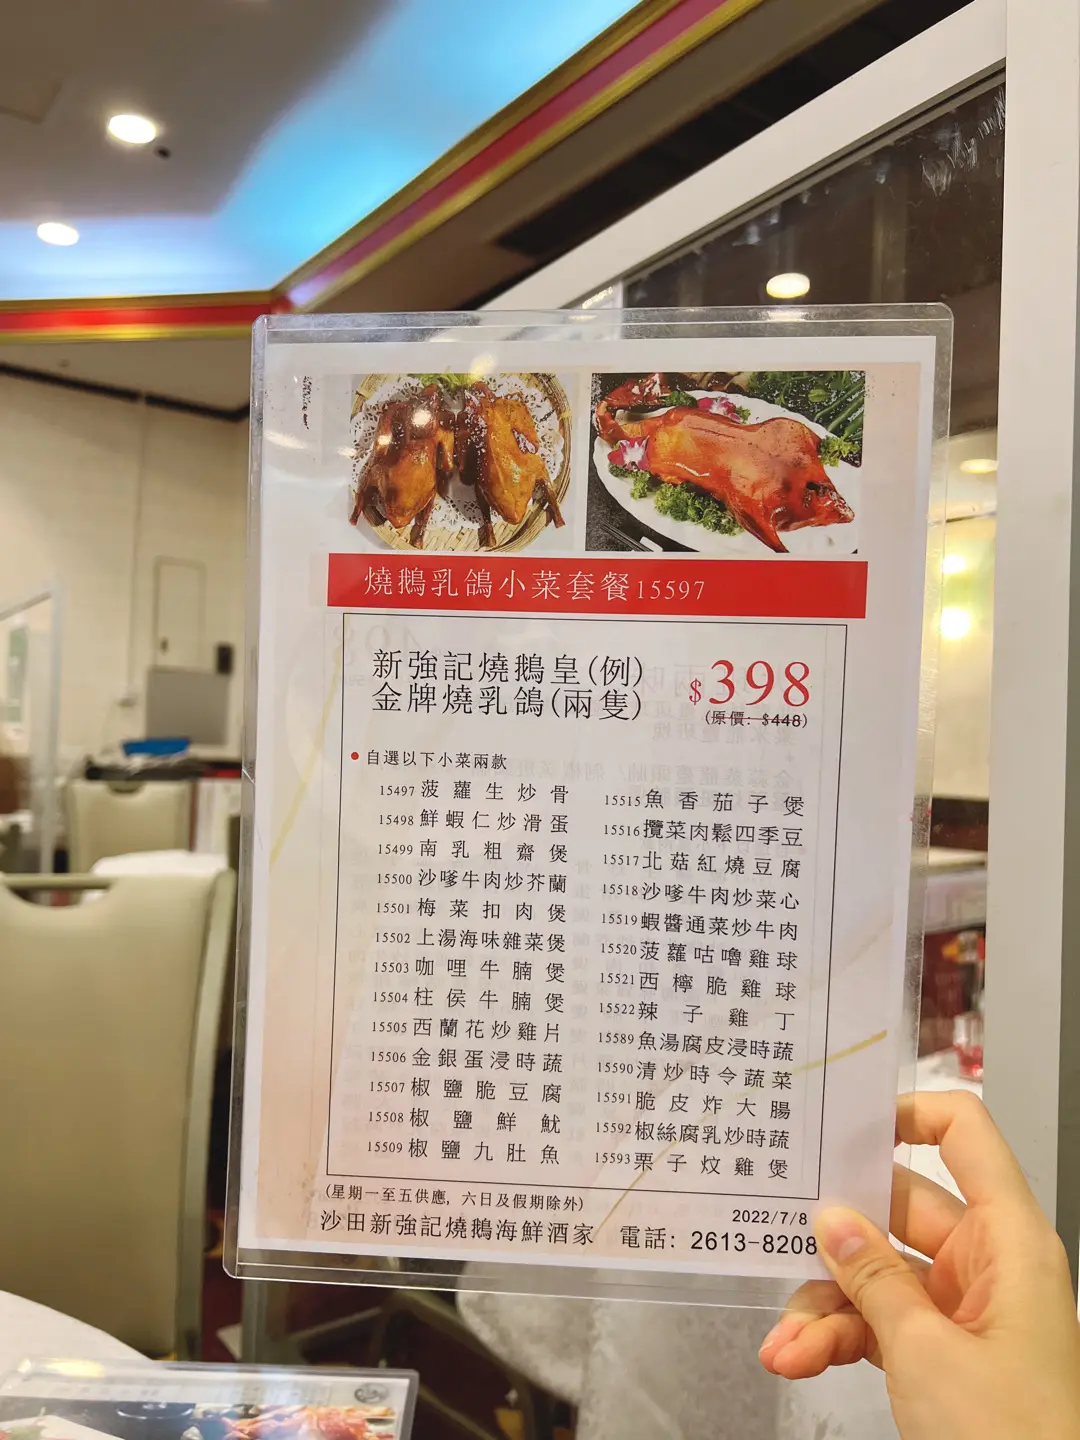 燒鵝乳鴿小菜套餐15597
新強記燒鵝皇(例)
金牌燒乳鴿(兩隻)
$398
(原價: $448)
• 自選以下小菜兩款
15497 菠蘿生炒骨
15498 鮮蝦仁炒滑蛋
15499 南乳粗齋煲
15500 沙嗲牛肉炒芥蘭
15501 梅菜扣肉煲
15502 上湯海味雜菜煲
15503 咖哩牛腩煲
15504 柱侯牛腩煲
15505 西蘭花炒雞片
15506 金銀蛋浸時蔬
15507 椒鹽脆豆腐
15508 椒鹽鮮魷
15509 椒鹽九肚魚
15515 魚香茄子煲
15516 攬菜肉鬆四季豆
15517 北菇紅燒豆腐
15518 沙嗲牛肉炒菜心
15519 蝦醬通菜炒牛肉
15520 菠蘿咕嚕雞球
15521 西檸脆雞球
15522 辣子雞丁
15589 魚湯腐皮浸時蔬
15590 清炒時令蔬菜
15591 脆皮炸大腸
15592 椒絲腐乳炒時蔬
15593 栗子炆雞煲
(星期一至五供應, 六日及假期除外)
2022/7/8
沙田新強記燒鵝海鮮酒家 電話: 2613-8208